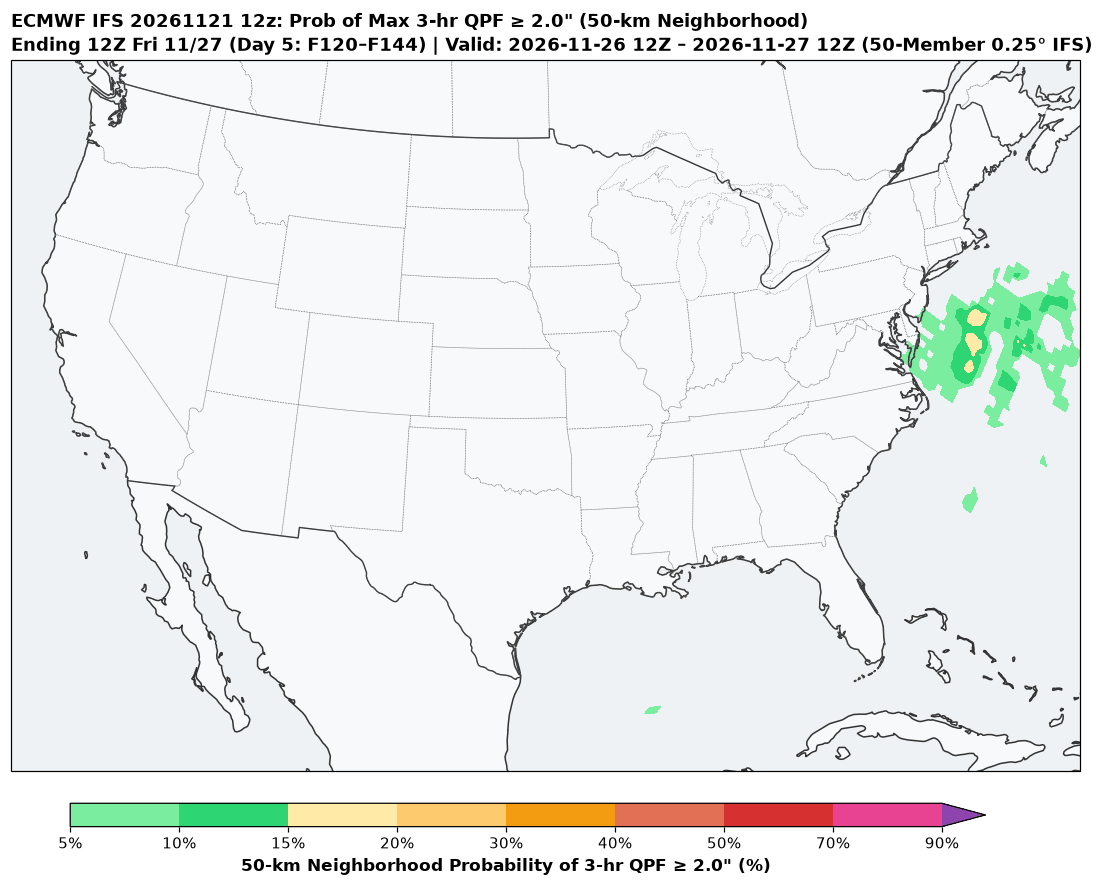 ECMWF IFS 20261121 12z: Prob of Max 3-hr QPF ≥ 2.0" (50-km Neighborhood)
Ending 12Z Fri 11/27 (Day 5: F120–F144) | Valid: 2026-11-26 12Z – 2026-11-27 12Z (50-Member 0.25° IFS)
5% 10% 15% 20% 30% 40% 50% 70% 90%
50-km Neighborhood Probability of 3-hr QPF ≥ 2.0" (%)